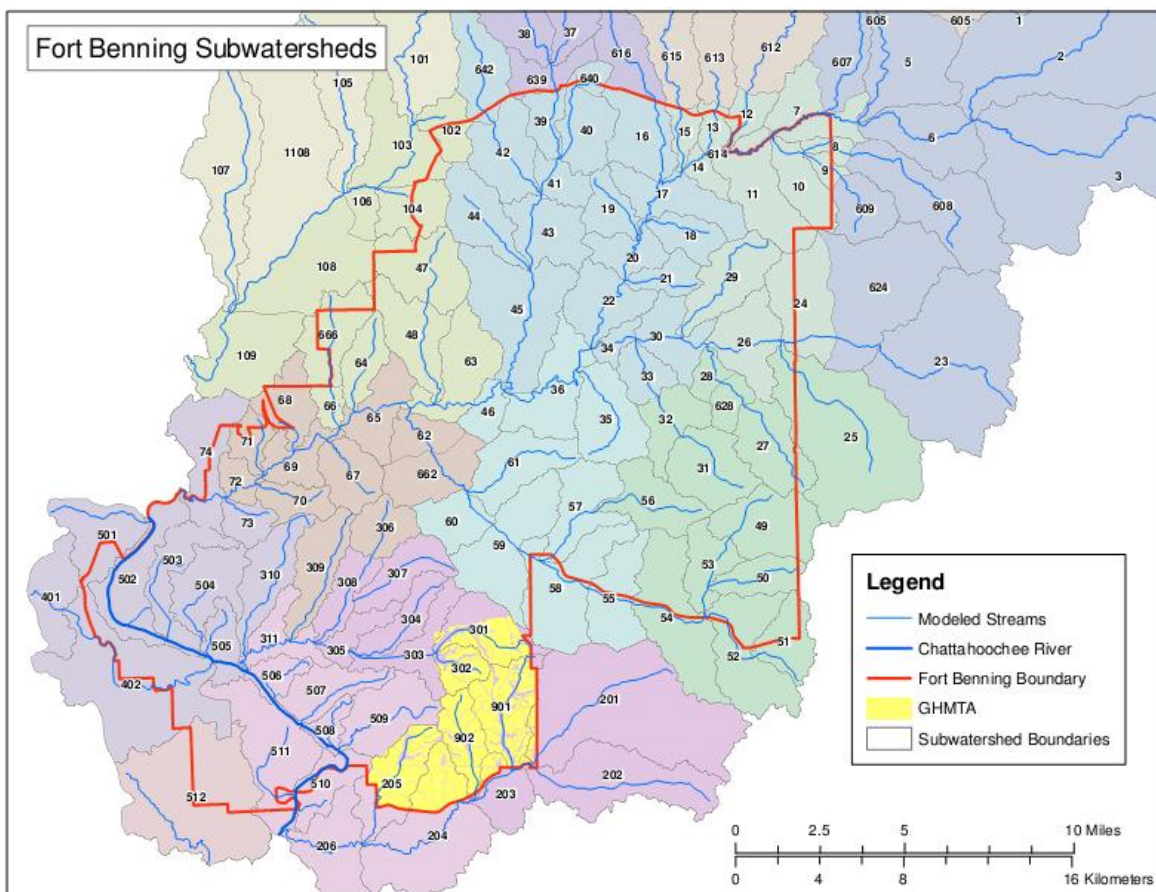 Fort Benning Subwatersheds
38 37 605 605 1
616 615 612
101 613 2
642 607 5
105 639 640
12 7
102 39 40 16 15 13 6
103 42 614 8
107 1108 14 9 3
41 17 11 10
106 104 44 19 609 608
43 18
108 47 20 29
21 624
45 22 24
666 48 30 26
109 64 63 34 23
36 33 28
68 66 65 46 35 32 628
71 62 27 25
74 69 61 31
72 67 662
70 57 56 49
73 306 60
501 59 53
503 310 309 307 50
502 504 308 58 55
401 304 54
505 311 301 51
305 303 52
402 506 302 201
507 901
509
508 902
511
510 205 202
512 203
204
206
Legend
Modeled Streams
Chattahoochee River
Fort Benning Boundary
GHMTA
Subwatershed Boundaries
0 2.5 5 10 Miles
0 4 8 16 Kilometers